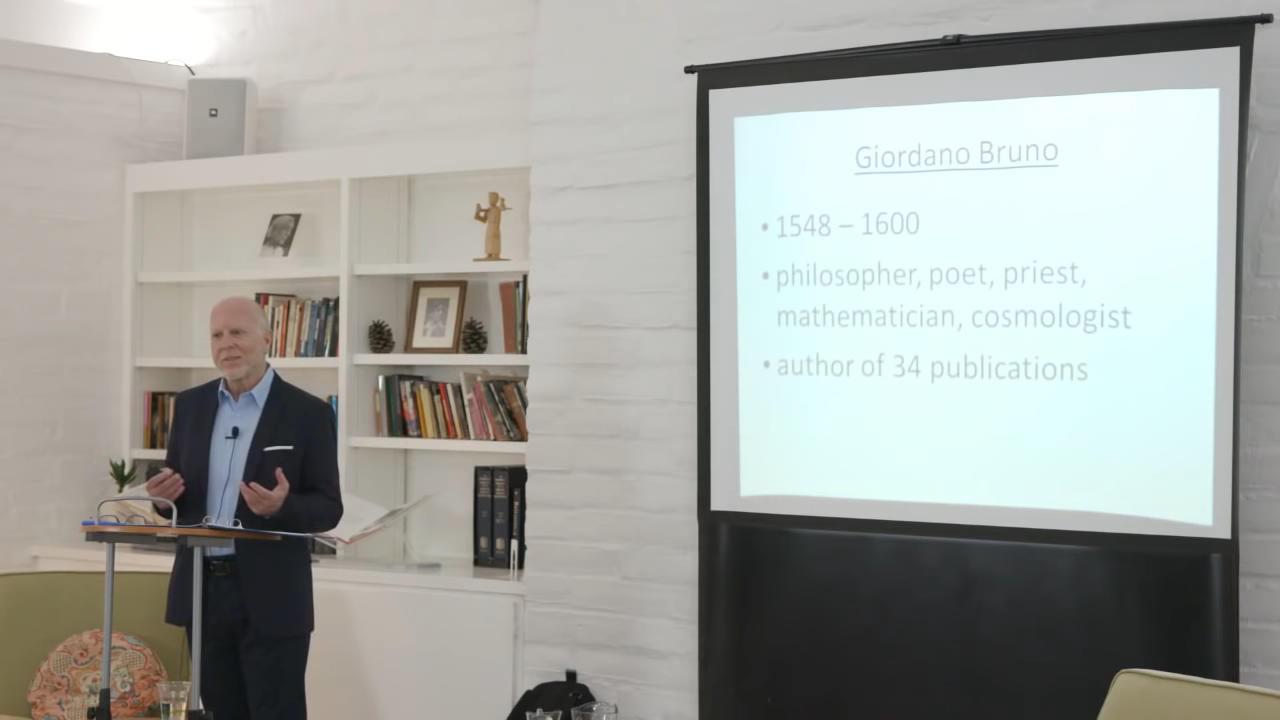 Giordano Bruno
• 1548 – 1600
• philosopher, poet, priest,
mathematician, cosmologist
• author of 34 publications